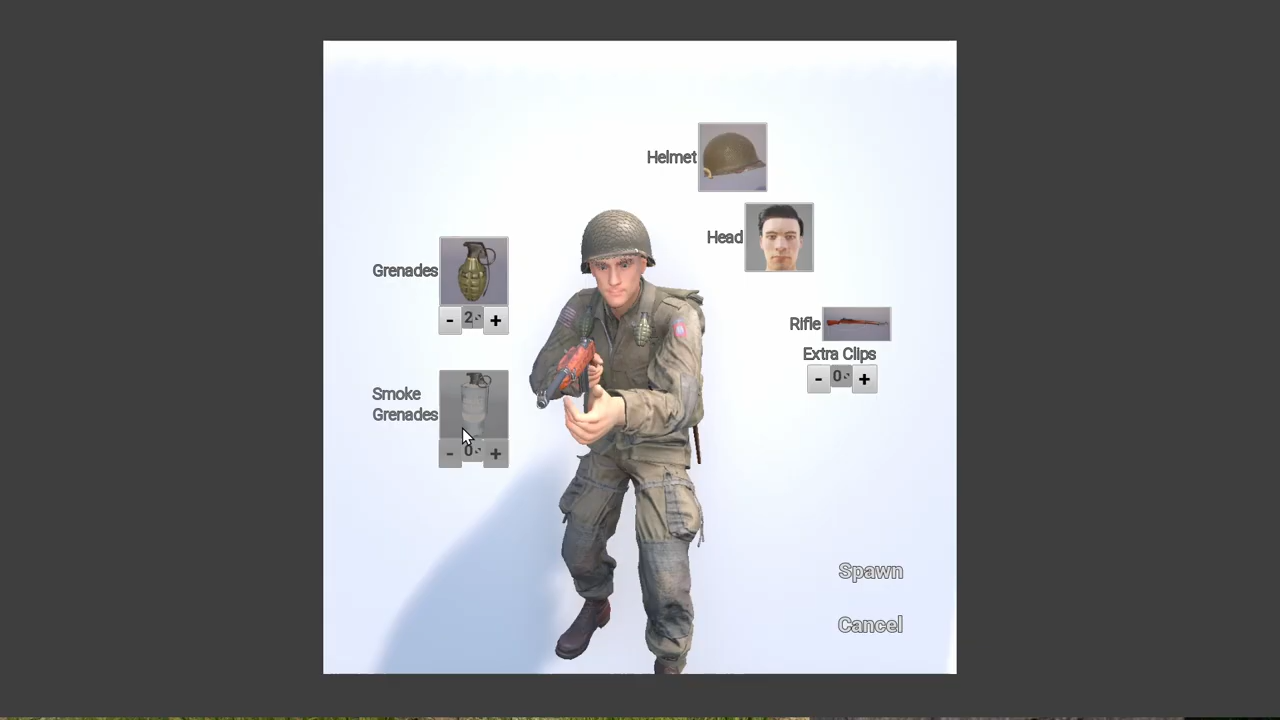 Helmet
Head
Grenades
- 2 +
Rifle
Extra Clips
- 0 +
Smoke
Grenades
- 0 +
Spawn
Cancel